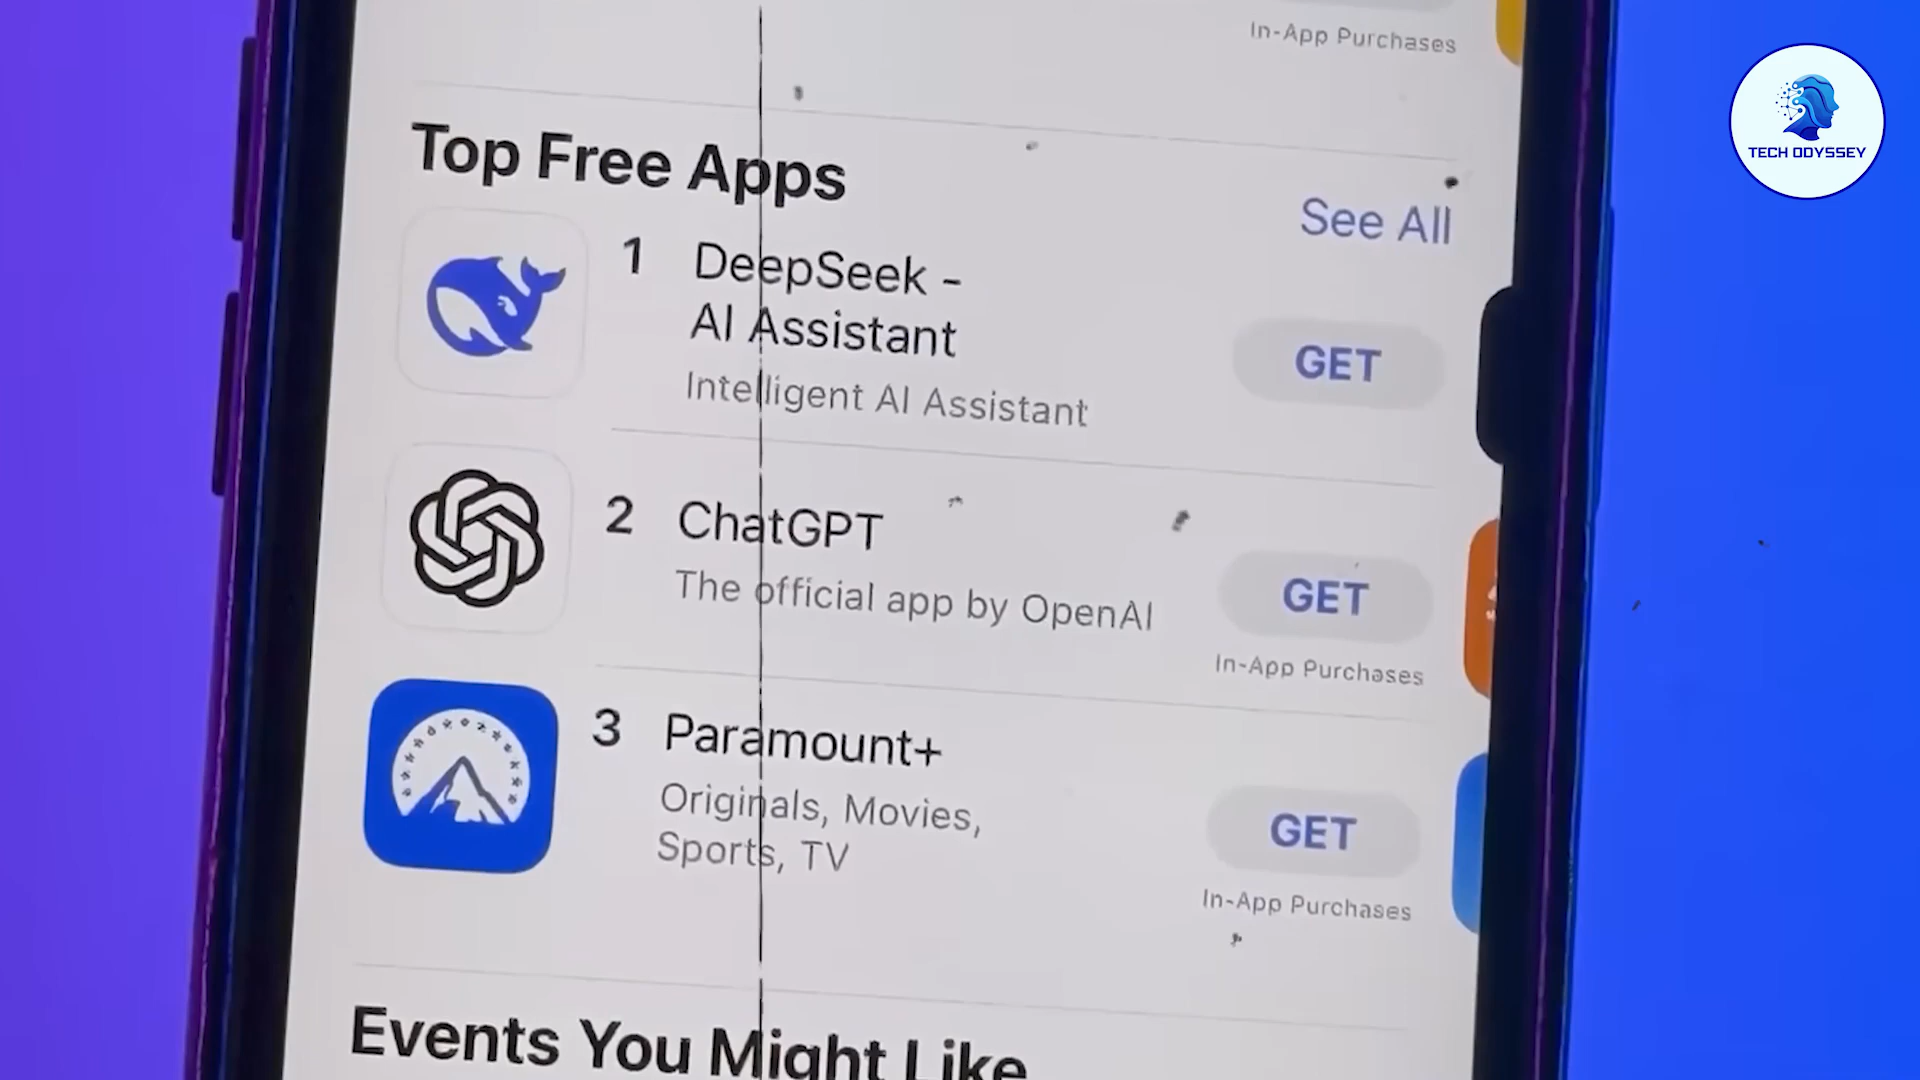 In-App Purchases
TECH ODYSSEY
Top Free Apps
See All
1 DeepSeek -
AI Assistant
Intelligent AI Assistant
GET
2 ChatGPT
The official app by OpenAI
GET
In-App Purchases
3 Paramount+
Originals, Movies,
Sports, TV
GET
In-App Purchases
Events You Might Like